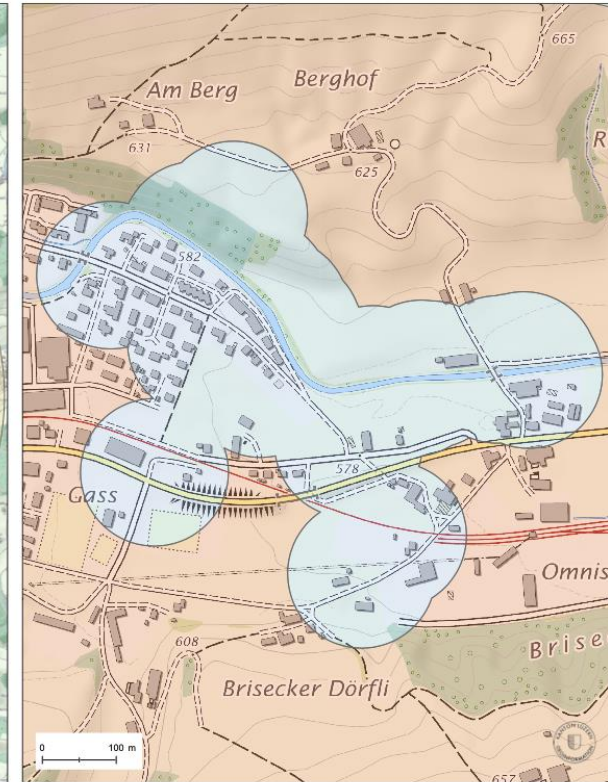 665
Am Berg
Berghof
631
625
R
582
578
Gass
Omnis
608
Brise
Brisecker Dörfli
0 100 m
657